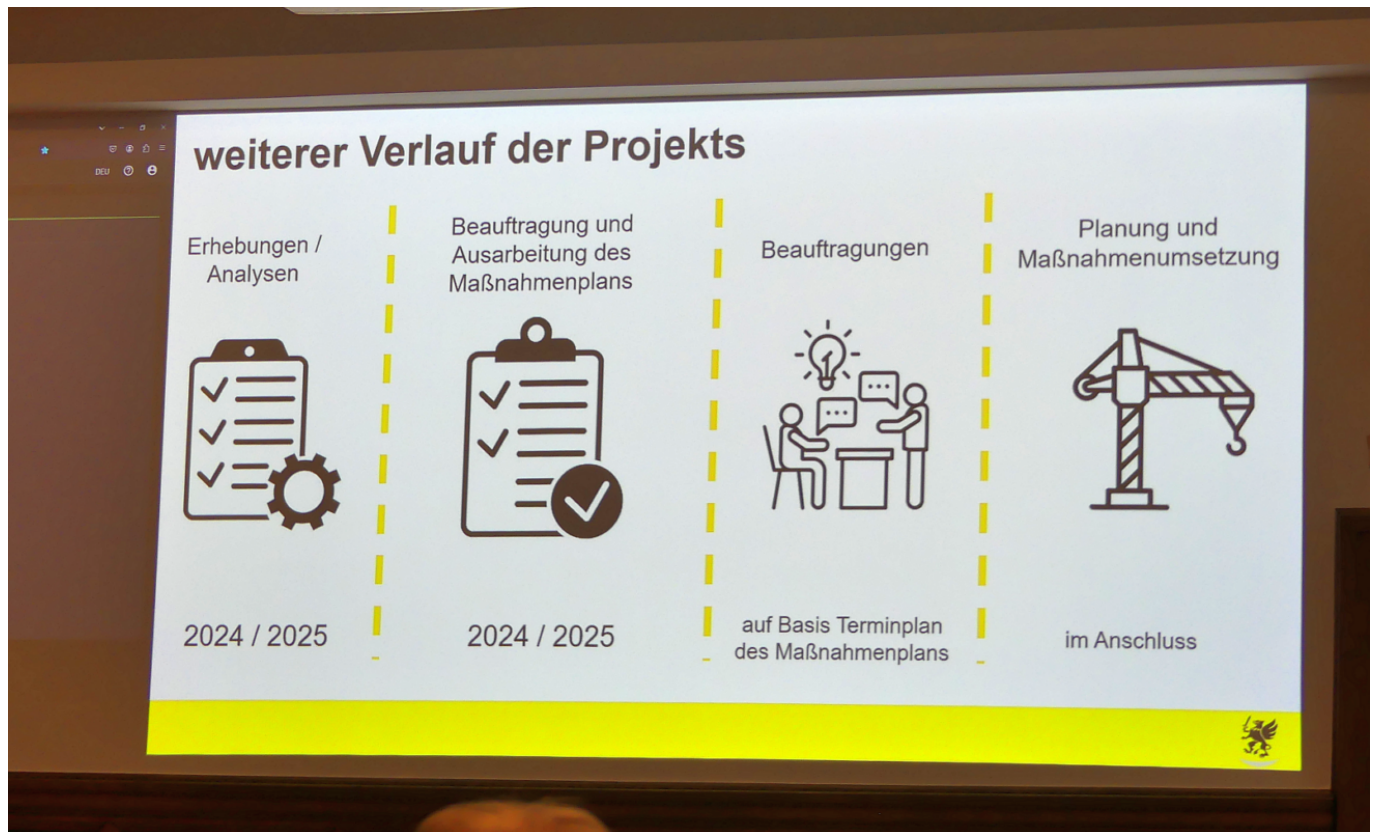 weiterer Verlauf der Projekts
DEU
Erhebungen /
Analysen
2024 / 2025
Beauftragung und
Ausarbeitung des
Maßnahmenplans
2024 / 2025
Beauftragungen
auf Basis Terminplan
des Maßnahmenplans
Planung und
Maßnahmenumsetzung
im Anschluss